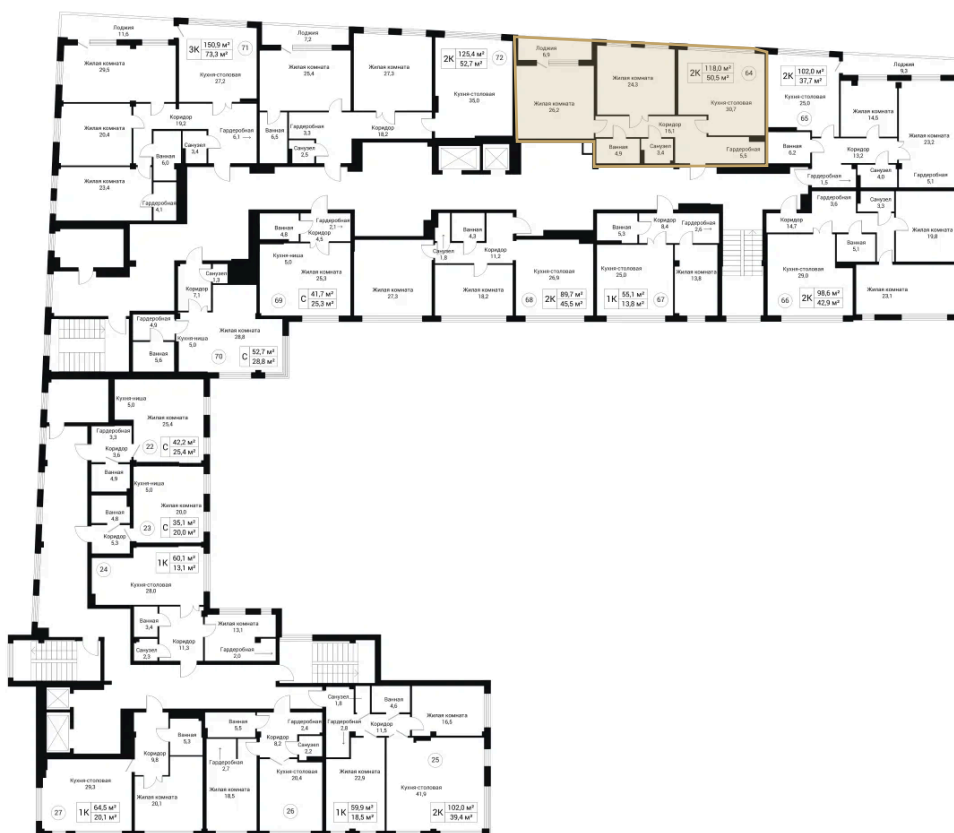 Лоджия
11,6
Жилая комната
29,5
3К
150,9 м²
73,3 м²
71
Кухня-столовая
27,2
Лоджия
7,2
Жилая комната
25,4
Жилая комната
27,3
2К
125,4 м²
52,7 м²
72
Кухня-столовая
35,0
Лоджия
6,5
Жилая комната
26,2
Жилая комната
24,3
2К
118,0 м²
50,5 м²
64
Кухня-столовая
30,7
2К
102,0 м²
37,7 м²
Кухня-столовая
25,0
65
Лоджия
9,3
Жилая комната
14,5
Жилая комната
23,2
Жилая комната
20,4
Коридор
19,2
Гардеробная
6,1
Санузел
3,4
Ванная
6,0
Жилая комната
23,4
Гардеробная
4,1
Ванная
6,5
Гардеробная
3,3
Санузел
2,5
Коридор
18,2
Коридор
16,1
Ванная
4,9
Санузел
3,4
Гардеробная
5,5
Ванная
6,2
Коридор
13,2
Санузел
4,0
Гардеробная
1,5
Гардеробная
5,1
Ванная
4,8
Гардеробная
2,1
Коридор
4,5
Кухня-ниша
5,0
Жилая комната
25,3
69
С
41,7 м²
25,3 м²
Жилая комната
27,3
Санузел
1,8
Ванная
4,3
Коридор
11,2
Жилая комната
18,2
Кухня-столовая
26,9
68
2К
89,7 м²
45,5 м²
Ванная
5,3
Коридор
8,4
Гардеробная
2,6
Кухня-столовая
25,0
Жилая комната
13,8
1К
55,1 м²
13,8 м²
67
Коридор
14,7
Гардеробная
3,6
Санузел
3,3
Ванная
5,1
Жилая комната
19,8
Кухня-столовая
29,0
66
2К
98,6 м²
42,9 м²
Жилая комната
23,1
Санузел
1,3
Коридор
7,1
Гардеробная
4,9
Ванная
5,6
Кухня-ниша
5,0
Жилая комната
28,8
70
С
52,7 м²
28,8 м²
Кухня-ниша
5,0
Жилая комната
25,4
Гардеробная
3,3
Коридор
3,6
22
С
42,2 м²
25,4 м²
Ванная
4,9
Кухня-ниша
5,0
Ванная
4,8
Жилая комната
20,0
23
С
35,1 м²
20,0 м²
Коридор
5,3
24
1К
60,1 м²
13,1 м²
Кухня-столовая
28,0
Ванная
3,4
Санузел
2,3
Коридор
11,3
Жилая комната
13,1
Гардеробная
2,0
Санузел
1,8
Ванная
4,6
Гардеробная
2,8
Коридор
11,5
Жилая комната
16,5
Ванная
5,5
Гардеробная
2,4
Коридор
8,2
Санузел
2,2
Ванная
5,3
Коридор
9,8
Гардеробная
2,7
Жилая комната
18,5
Кухня-столовая
20,4
26
Жилая комната
22,9
1К
59,9 м²
18,5 м²
25
Кухня-столовая
41,9
2К
102,0 м²
39,4 м²
Кухня-столовая
29,3
27
1К
64,5 м²
20,1 м²
Жилая комната
20,1